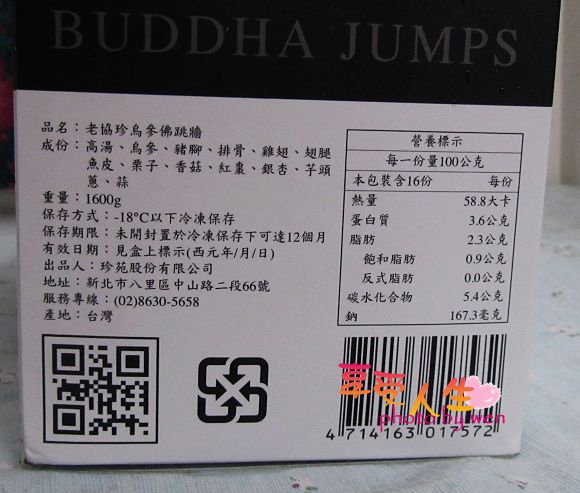 BUDDHA JUMPS
品名：老協珍烏參佛跳牆
成份：高湯、烏參、豬腳、排骨、雞翅、翅腿
魚皮、栗子、香菇、紅棗、銀杏、芋頭
蔥、蒜
重量：1600g
保存方式：-18°C以下冷凍保存
保存期限：未開封置於冷凍保存下可達12個月
有效日期：見盒上標示(西元年/月/日)
出品人：珍苑股份有限公司
地址：新北市八里區中山路二段66號
服務專線：(02)8630-5658
產地：台灣
營養標示
每一份量100公克
本包裝含16份 每份
熱量 58.8大卡
蛋白質 3.6公克
脂肪 2.3公克
飽和脂肪 0.9公克
反式脂肪 0.0公克
碳水化合物 5.4公克
鈉 167.3毫克
享受人生
photo by wen
4 714163 017572